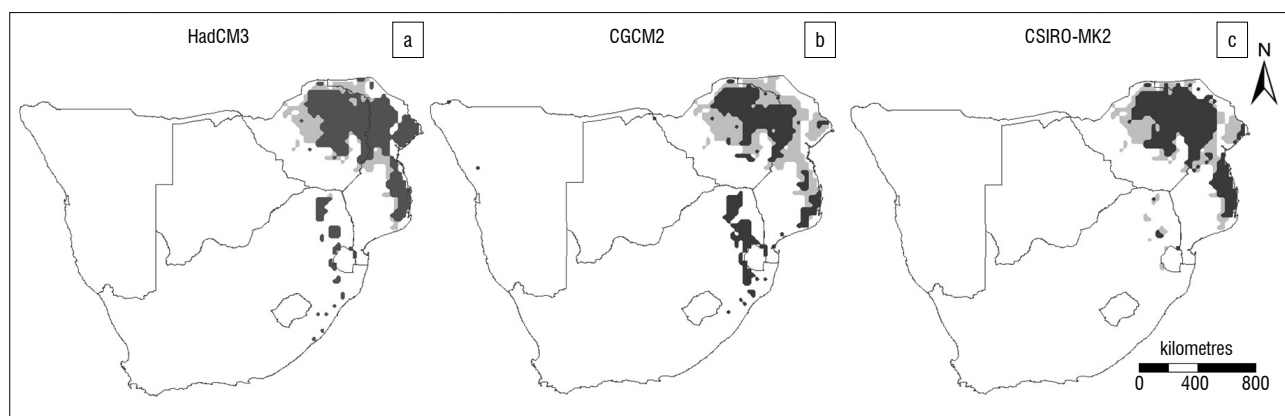 HadCM3
a
CGCM2
b
CSIRO-MK2
c
N
kilometres
0 400 800